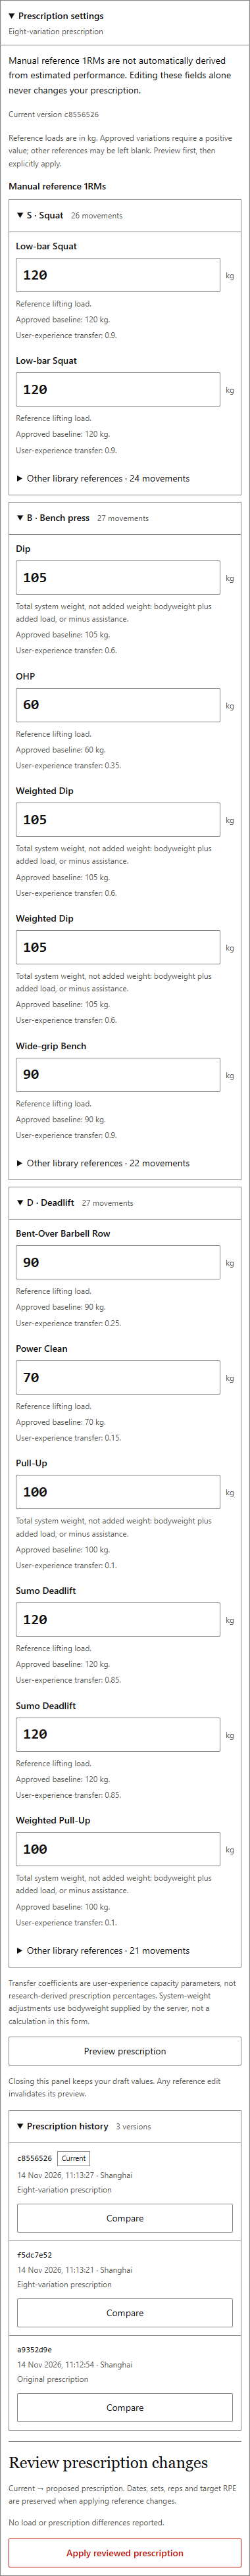 ▼ Prescription settings
Eight-variation prescription
Manual reference 1RMs are not automatically derived
from estimated performance. Editing these fields alone
never changes your prescription.
Current version c8556526
Reference loads are in kg. Approved variations require a positive
value; other references may be left blank. Preview first, then
explicitly apply.
Manual reference 1RMs
▼ S · Squat 26 movements
Low-bar Squat
120 kg
Reference lifting load.
Approved baseline: 120 kg.
User-experience transfer: 0.9.
Low-bar Squat
120 kg
Reference lifting load.
Approved baseline: 120 kg.
User-experience transfer: 0.9.
▶ Other library references · 24 movements
▼ B · Bench press 27 movements
Dip
105 kg
Total system weight, not added weight: bodyweight plus
added load, or minus assistance.
Approved baseline: 105 kg.
User-experience transfer: 0.6.
OHP
60 kg
Reference lifting load.
Approved baseline: 60 kg.
User-experience transfer: 0.35.
Weighted Dip
105 kg
Total system weight, not added weight: bodyweight plus
added load, or minus assistance.
Approved baseline: 105 kg.
User-experience transfer: 0.6.
Weighted Dip
105 kg
Total system weight, not added weight: bodyweight plus
added load, or minus assistance.
Approved baseline: 105 kg.
User-experience transfer: 0.6.
Wide-grip Bench
90 kg
Reference lifting load.
Approved baseline: 90 kg.
User-experience transfer: 0.9.
▶ Other library references · 22 movements
▼ D · Deadlift 27 movements
Bent-Over Barbell Row
90 kg
Reference lifting load.
Approved baseline: 90 kg.
User-experience transfer: 0.25.
Power Clean
70 kg
Reference lifting load.
Approved baseline: 70 kg.
User-experience transfer: 0.15.
Pull-Up
100 kg
Total system weight, not added weight: bodyweight plus
added load, or minus assistance.
Approved baseline: 100 kg.
User-experience transfer: 0.1.
Sumo Deadlift
120 kg
Reference lifting load.
Approved baseline: 120 kg.
User-experience transfer: 0.85.
Sumo Deadlift
120 kg
Reference lifting load.
Approved baseline: 120 kg.
User-experience transfer: 0.85.
Weighted Pull-Up
100 kg
Total system weight, not added weight: bodyweight plus
added load, or minus assistance.
Approved baseline: 100 kg.
User-experience transfer: 0.1.
▶ Other library references · 21 movements
Transfer coefficients are user-experience capacity parameters, not
research-derived prescription percentages. System-weight
adjustments use bodyweight supplied by the server, not a
calculation in this form.
Preview prescription
Closing this panel keeps your draft values. Any reference edit
invalidates its preview.
▼ Prescription history 3 versions
c8556526 Current
14 Nov 2026, 11:13:27 · Shanghai
Eight-variation prescription
Compare
f5dc7e52
14 Nov 2026, 11:13:21 · Shanghai
Eight-variation prescription
Compare
a9352d9e
14 Nov 2026, 11:12:54 · Shanghai
Original prescription
Compare
Review prescription changes
Current → proposed prescription. Dates, sets, reps and target RPE
are preserved when applying reference changes.
No load or prescription differences reported.
Apply reviewed prescription